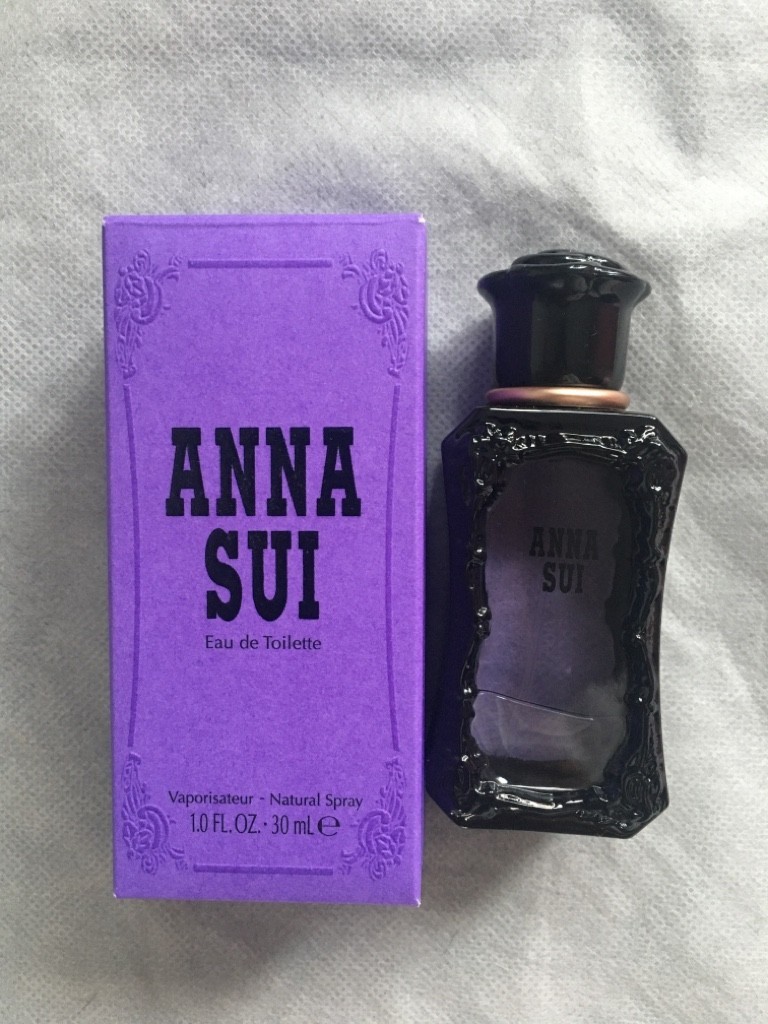 ANNA
SUI
Eau de Toilette
Vaporisateur - Natural Spray
1.0 FL.OZ.· 30 mL ℮
ANNA
SUI